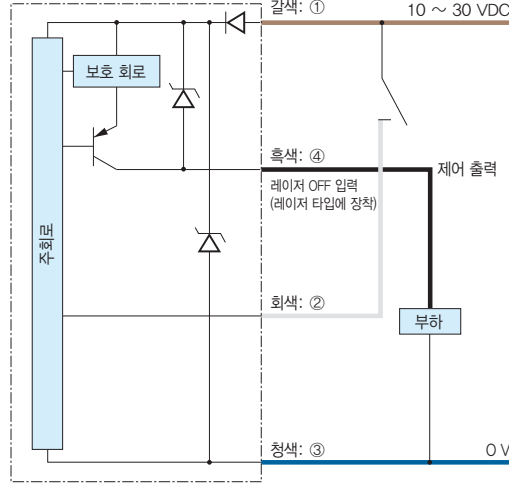 갈색: ①
10 ～ 30 VDC
보호 회로
흑색: ④
제어 출력
레이저 OFF 입력
(레이저 타입에 장착)
주회로
회색: ②
부하
청색: ③
0 V